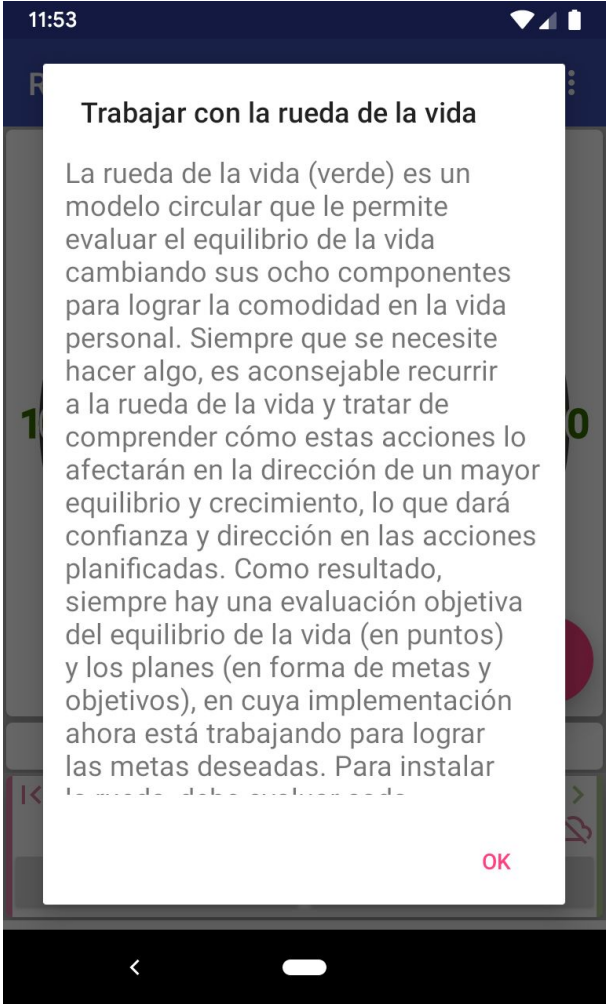 11:53
R
Trabajar con la rueda de la vida
La rueda de la vida (verde) es un
modelo circular que le permite
evaluar el equilibrio de la vida
cambiando sus ocho componentes
para lograr la comodidad en la vida
personal. Siempre que se necesite
hacer algo, es aconsejable recurrir
a la rueda de la vida y tratar de
comprender cómo estas acciones lo
afectarán en la dirección de un mayor
equilibrio y crecimiento, lo que dará
confianza y dirección en las acciones
planificadas. Como resultado,
siempre hay una evaluación objetiva
del equilibrio de la vida (en puntos)
y los planes (en forma de metas y
objetivos), en cuya implementación
ahora está trabajando para lograr
las metas deseadas. Para instalar
1
0
OK